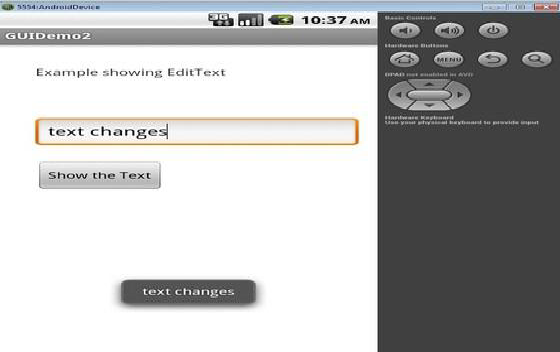 5554:AndroidDevice
3G 10:37 AM
GUIDemo2
Example showing EditText
text changes
Show the Text
text changes
Basic Controls
Hardware Buttons
MENU
DPAD not enabled in AVD
Hardware Keyboard
Use your physical keyboard to provide input